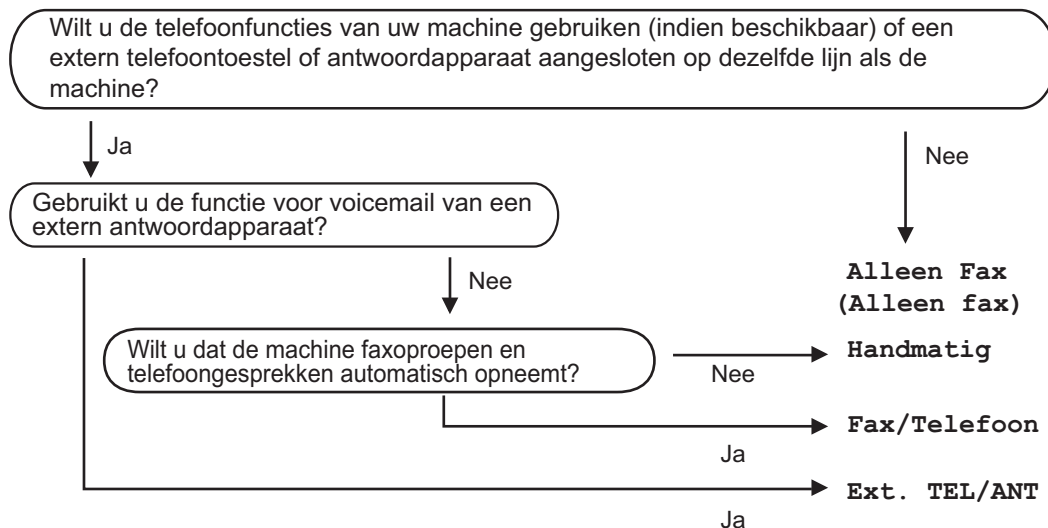 Wilt u de telefoonfuncties van uw machine gebruiken (indien beschikbaar) of een
extern telefoontoestel of antwoordapparaat aangesloten op dezelfde lijn als de
machine?
Ja
Nee
Gebruikt u de functie voor voicemail van een
extern antwoordapparaat?
Nee
Alleen Fax
(Alleen fax)
Wilt u dat de machine faxoproepen en
telefoongesprekken automatisch opneemt?
Nee
Handmatig
Ja
Fax/Telefoon
Ja
Ext. TEL/ANT